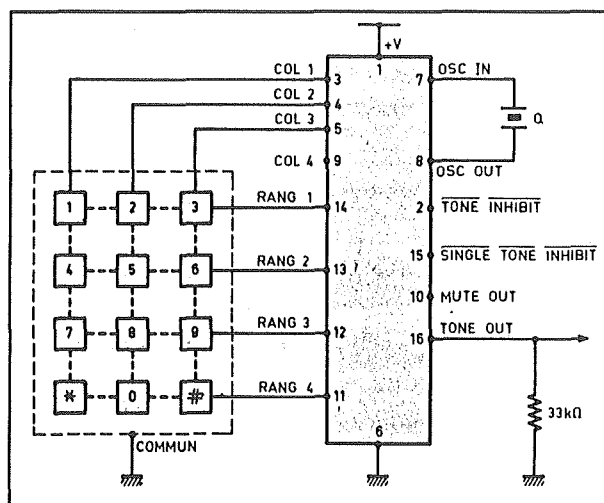 +V
1
COL 1
3
7
OSC IN
COL 2
4
COL 3
5
Q
COL 4
9
8
OSC OUT
1
2
3
RANG 1
14
2
TONE INHIBIT
15
SINGLE TONE INHIBIT
4
5
6
RANG 2
13
10
MUTE OUT
7
8
9
RANG 3
12
16
TONE OUT
*
0
#
RANG 4
11
33kΩ
COMMUN
6